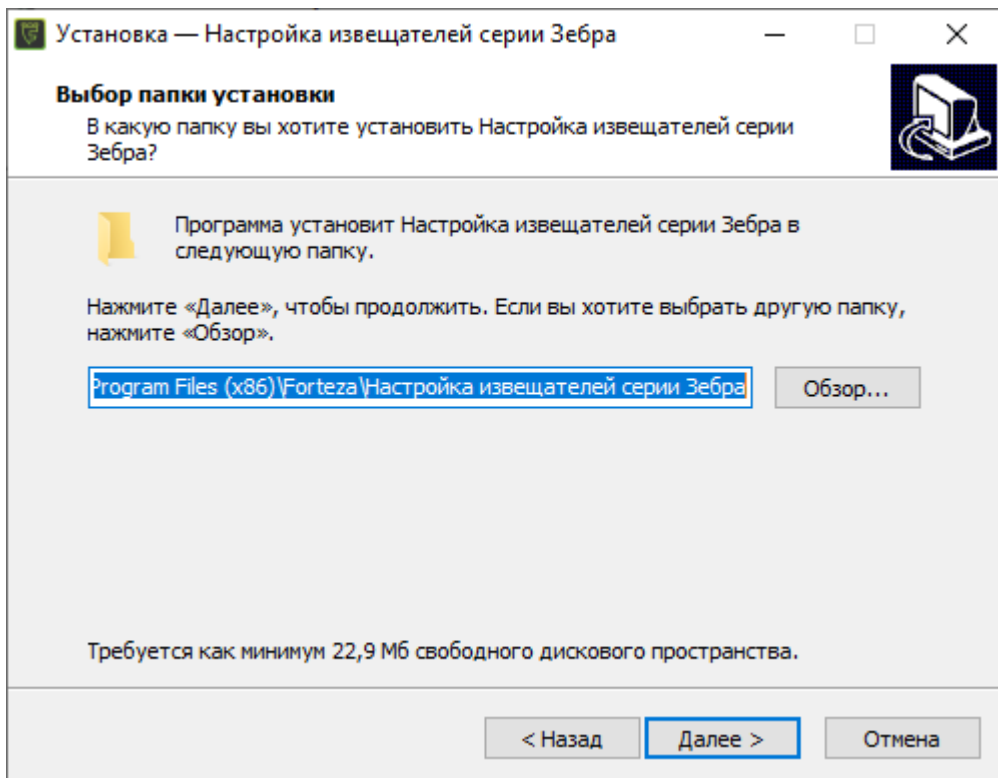 Установка — Настройка извещателей серии Зебра
Выбор папки установки
В какую папку вы хотите установить Настройка извещателей серии
Зебра?
Программа установит Настройка извещателей серии Зебра в
следующую папку.
Нажмите «Далее», чтобы продолжить. Если вы хотите выбрать другую папку,
нажмите «Обзор».
Program Files (x86)\Forteza\Настройка извещателей серии Зебра
Обзор...
Требуется как минимум 22,9 Мб свободного дискового пространства.
< Назад
Далее >
Отмена